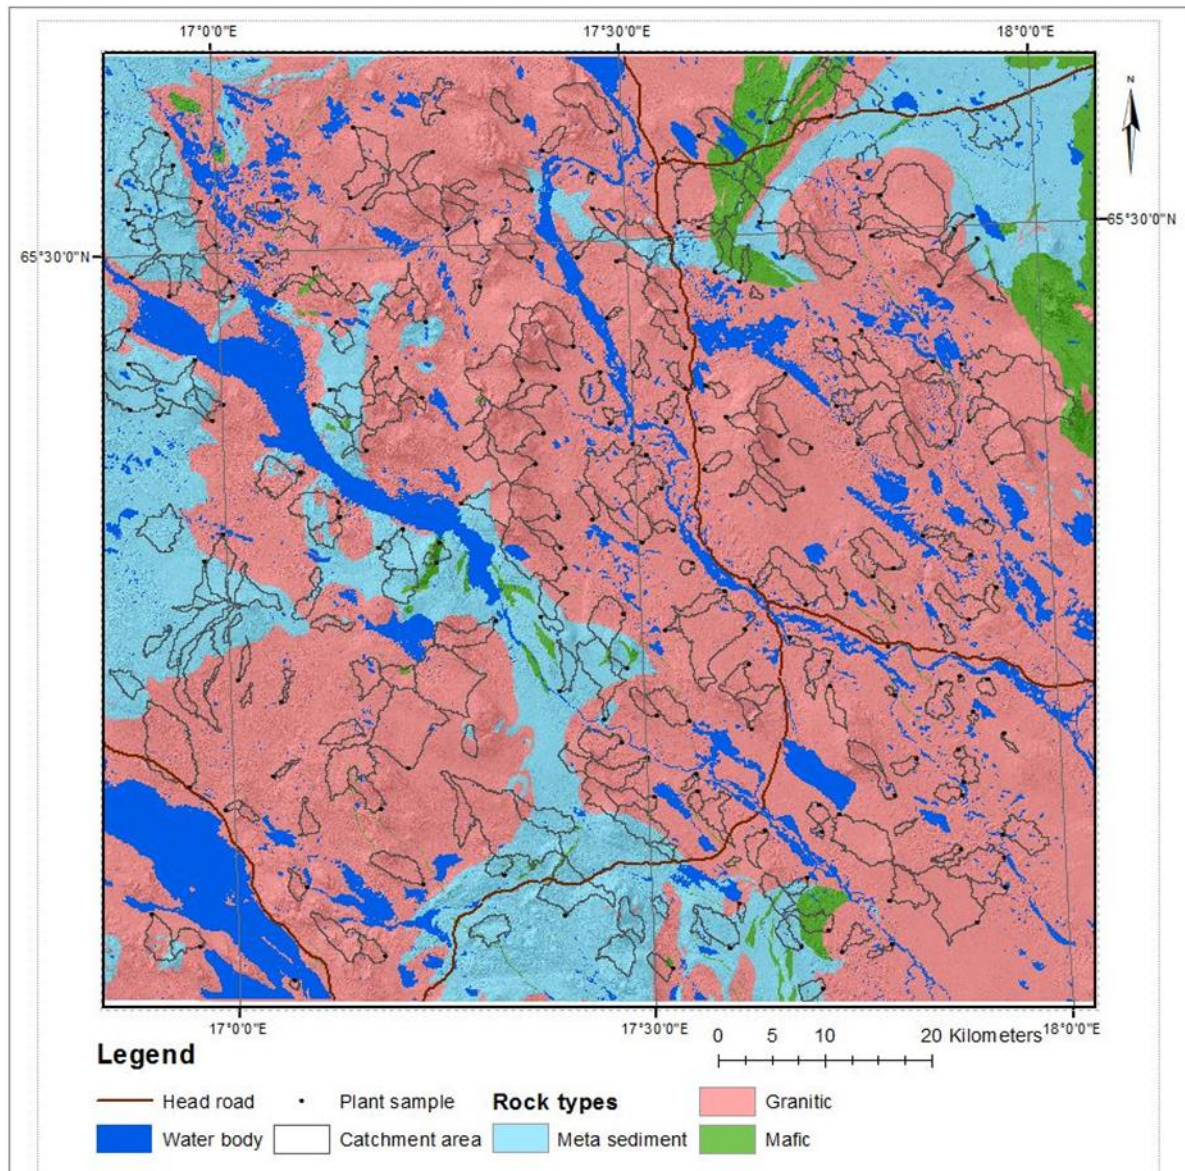 17°0'0"E 17°30'0"E 18°0'0"E
N
65°30'0"N
65°30'0"N
17°0'0"E 17°30'0"E 18°0'0"E
Legend
0 5 10 20 Kilometers
Head road Plant sample Rock types Granitic
Water body Catchment area Meta sediment Mafic